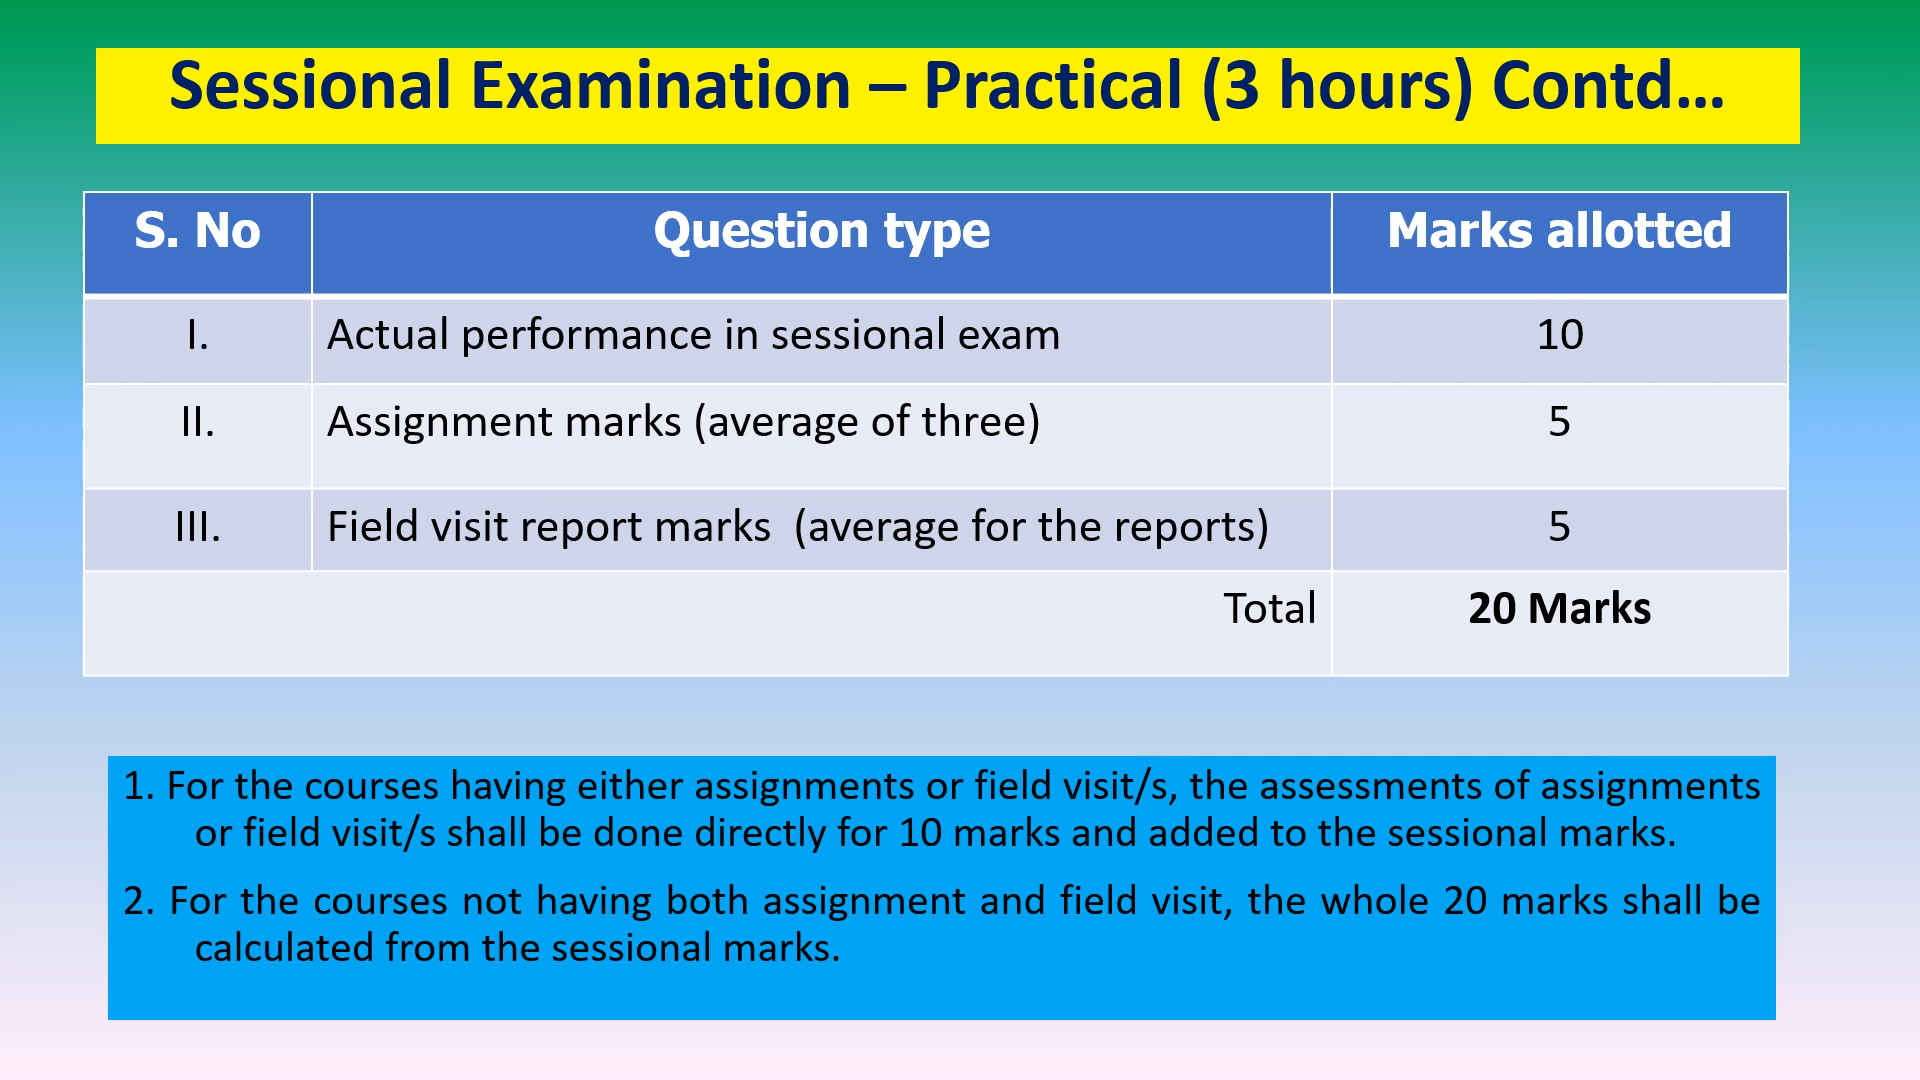 Sessional Examination – Practical (3 hours) Contd…
S. No Question type Marks allotted
I. Actual performance in sessional exam 10
II. Assignment marks (average of three) 5
III. Field visit report marks (average for the reports) 5
Total 20 Marks
1. For the courses having either assignments or field visit/s, the assessments of assignments
or field visit/s shall be done directly for 10 marks and added to the sessional marks.
2. For the courses not having both assignment and field visit, the whole 20 marks shall be
calculated from the sessional marks.